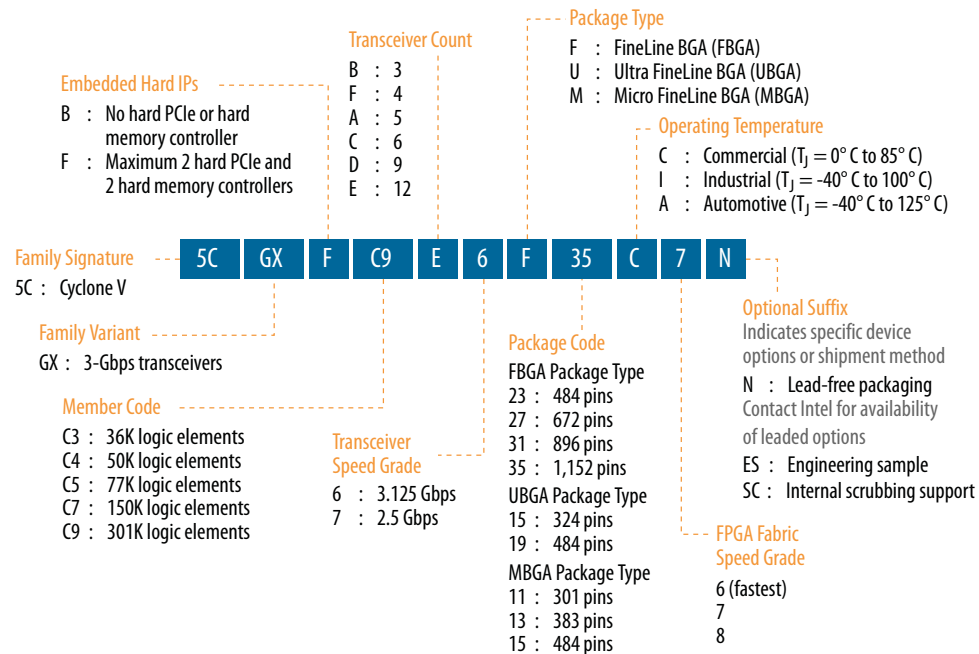 Package Type
F : FineLine BGA (FBGA)
U : Ultra FineLine BGA (UBGA)
M : Micro FineLine BGA (MBGA)
Transceiver Count
B : 3
F : 4
A : 5
C : 6
D : 9
E : 12
Embedded Hard IPs
B : No hard PCIe or hard
memory controller
F : Maximum 2 hard PCIe and
2 hard memory controllers
Operating Temperature
C : Commercial (TJ = 0° C to 85° C)
I : Industrial (TJ = -40° C to 100° C)
A : Automotive (TJ = -40° C to 125° C)
Family Signature
5C : Cyclone V
5C GX F C9 E 6 F 35 C 7 N
Family Variant
GX : 3-Gbps transceivers
Member Code
C3 : 36K logic elements
C4 : 50K logic elements
C5 : 77K logic elements
C7 : 150K logic elements
C9 : 301K logic elements
Transceiver
Speed Grade
6 : 3.125 Gbps
7 : 2.5 Gbps
Package Code
FBGA Package Type
23 : 484 pins
27 : 672 pins
31 : 896 pins
35 : 1,152 pins
UBGA Package Type
15 : 324 pins
19 : 484 pins
MBGA Package Type
11 : 301 pins
13 : 383 pins
15 : 484 pins
Optional Suffix
Indicates specific device
options or shipment method
N : Lead-free packaging
Contact Intel for availability
of leaded options
ES : Engineering sample
SC : Internal scrubbing support
FPGA Fabric
Speed Grade
6 (fastest)
7
8